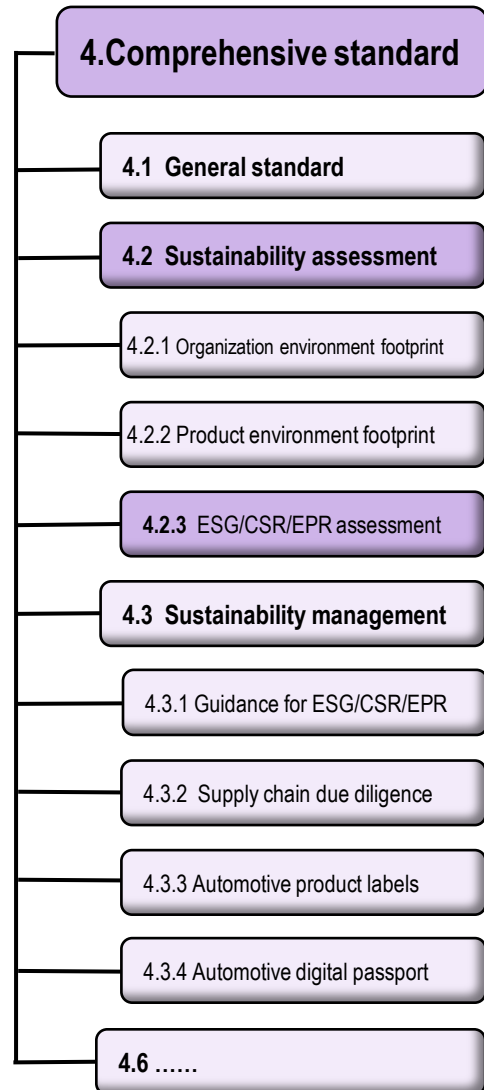 4.Comprehensive standard
4.1 General standard
4.2 Sustainability assessment
4.2.1 Organization environment footprint
4.2.2 Product environment footprint
4.2.3 ESG/CSR/EPR assessment
4.3 Sustainability management
4.3.1 Guidance for ESG/CSR/EPR
4.3.2 Supply chain due diligence
4.3.3 Automotive product labels
4.3.4 Automotive digital passport
4.6 ......